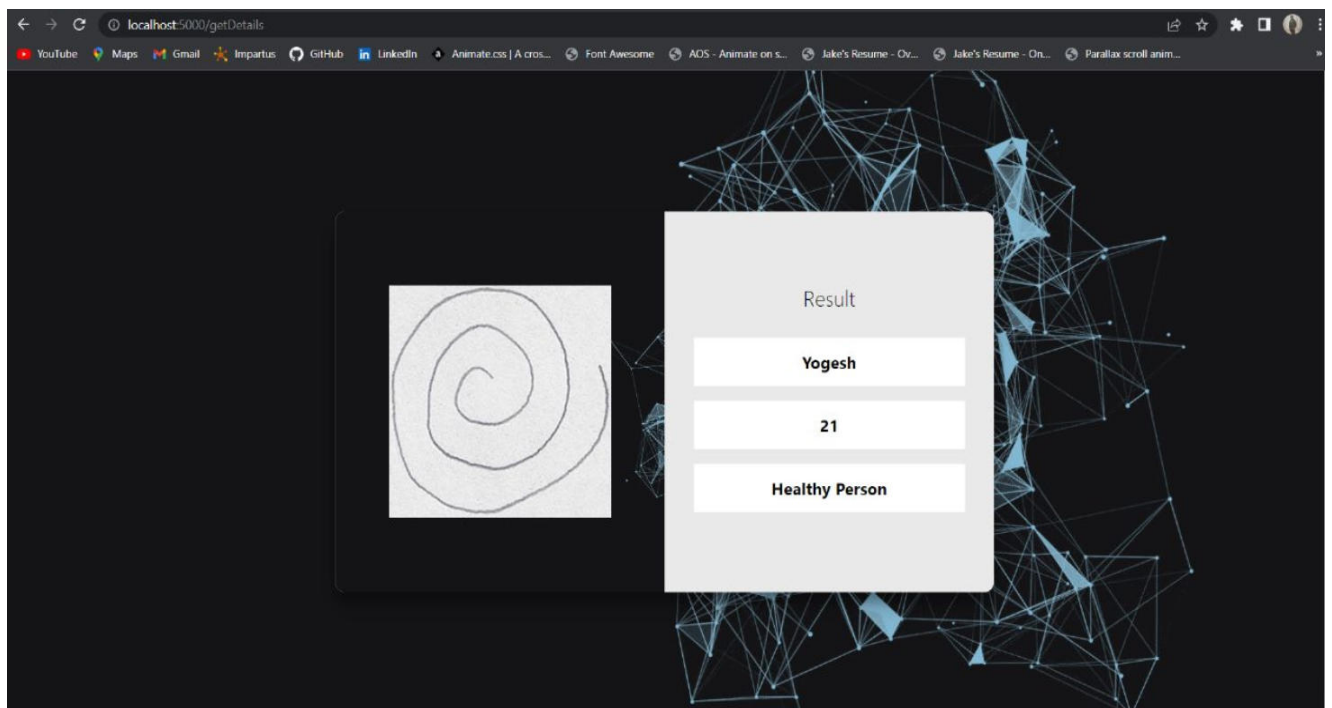 localhost:5000/getDetails
YouTube Maps Gmail Impartus GitHub LinkedIn Animate.css | A cros... Font Awesome AOS - Animate on s... Jake's Resume - Ov... Jake's Resume - On... Parallax scroll anim... »
Result
Yogesh
21
Healthy Person